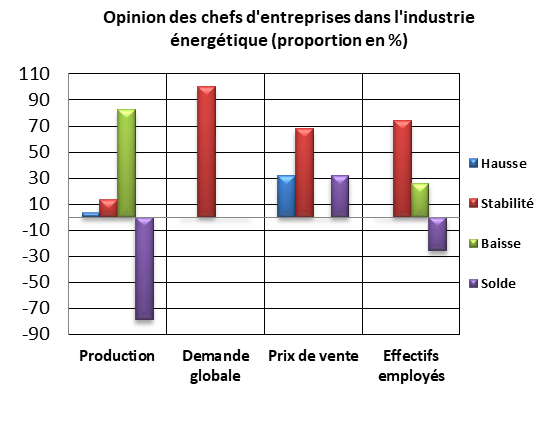 Opinion des chefs d'entreprises dans l'industrie
énergétique (proportion en %)
110
90
70
50
30
10
-10
-30
-50
-70
-90
Production
Demande
globale
Prix de vente
Effectifs
employés
Hausse
Stabilité
Baisse
Solde